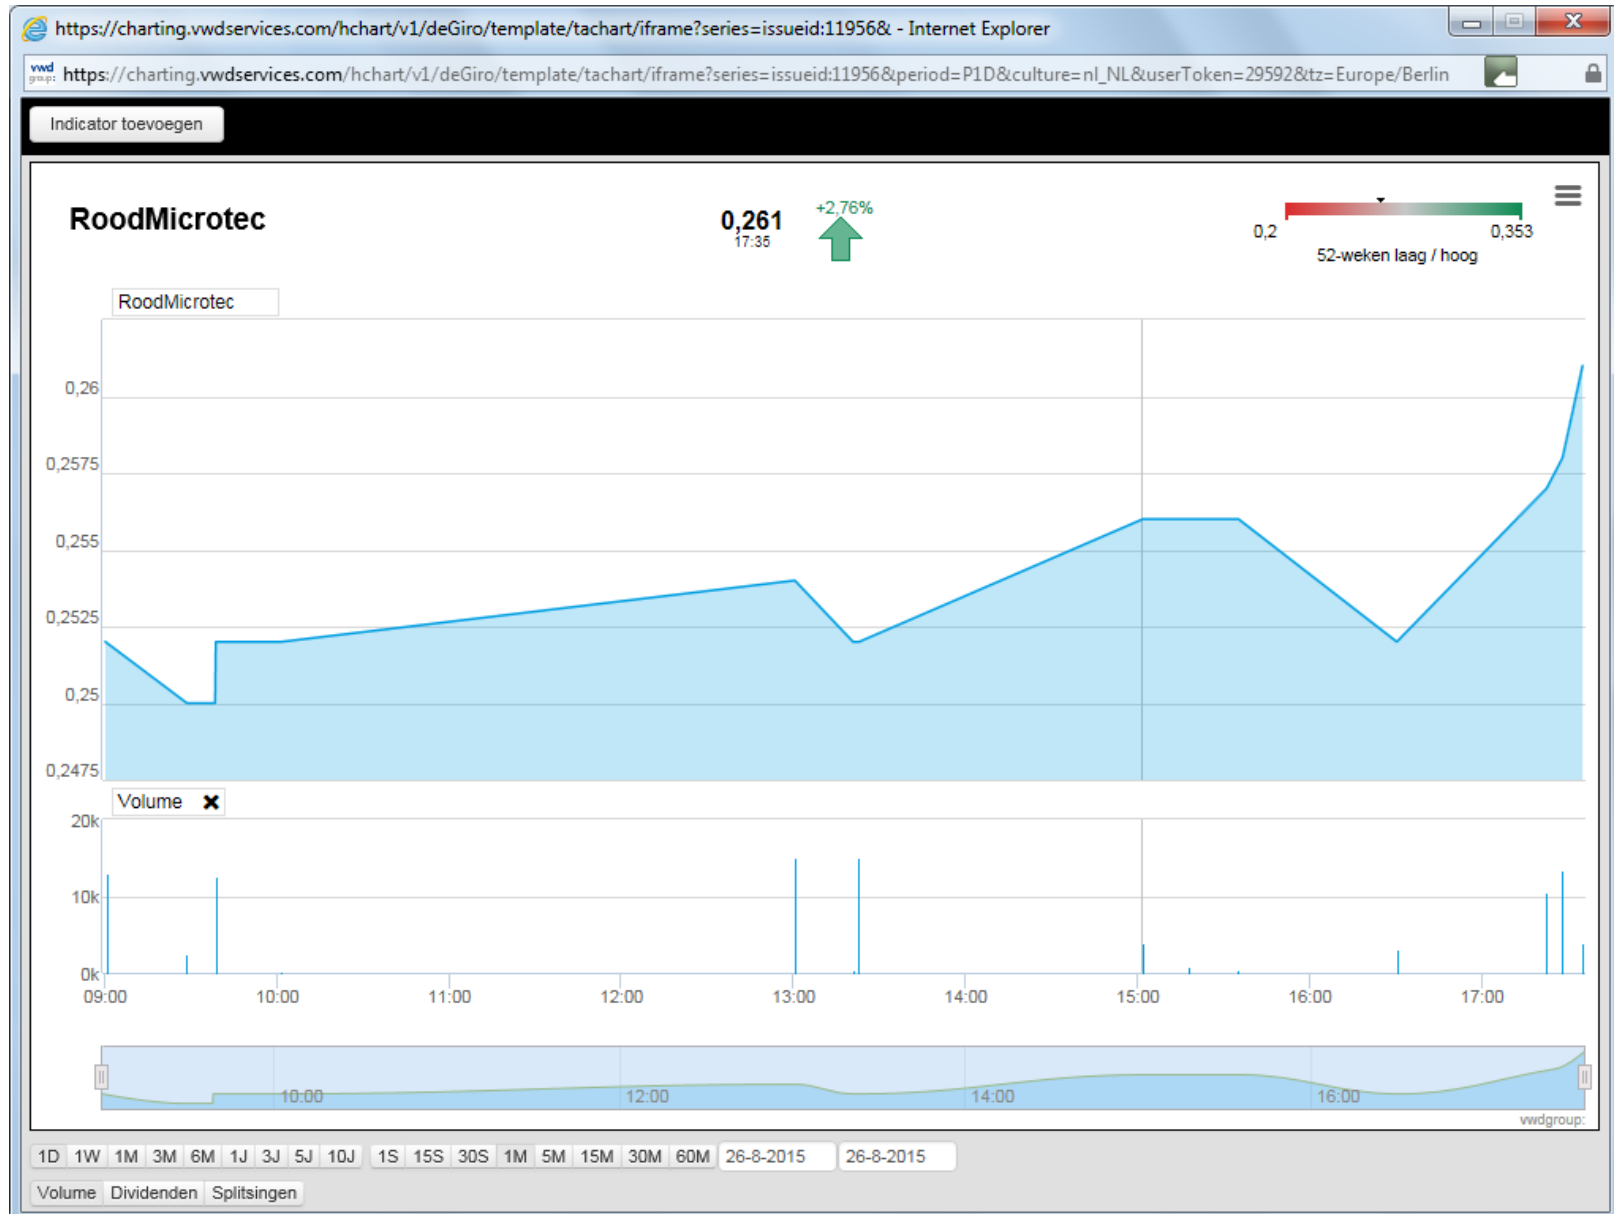 https://charting.vwdservices.com/hchart/v1/deGiro/template/tachart/iframe?series=issueid:11956& - Internet Explorer
vwd group: https://charting.vwdservices.com/hchart/v1/deGiro/template/tachart/iframe?series=issueid:11956&period=P1D&culture=nl_NL&userToken=29592&tz=Europe/Berlin
Indicator toevoegen
RoodMicrotec
0,261
17:35
+2,76%
0,2
0,353
52-weken laag / hoog
RoodMicrotec
0,26
0,2575
0,255
0,2525
0,25
0,2475
Volume
20k
10k
0k
09:00 10:00 11:00 12:00 13:00 14:00 15:00 16:00 17:00
10:00 12:00 14:00 16:00
vwdgroup:
1D 1W 1M 3M 6M 1J 3J 5J 10J 1S 15S 30S 1M 5M 15M 30M 60M 26-8-2015 26-8-2015
Volume Dividenden Splitsingen